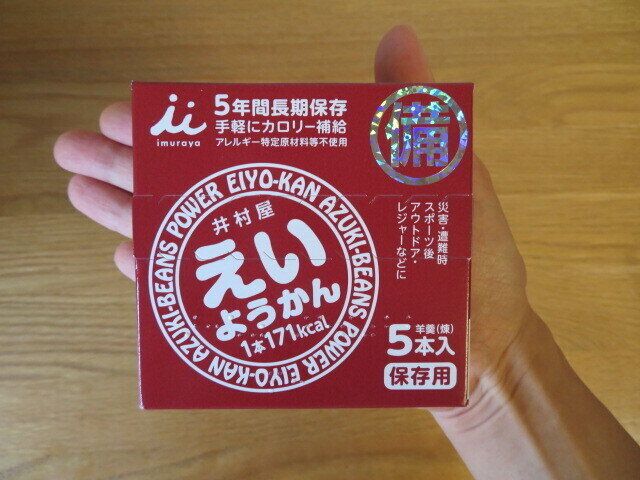 imuraya
5年間長期保存
手軽にカロリー補給
アレルギー特定原材料等不使用
備
災害・遭難時
スポーツ後
アウトドア・
レジャーなどに
AZUKI-BEANS POWER EIYO-KAN AZUKI-BEANS POWER EIYO-KAN
井村屋
えい
ようかん
1本171kcal
羊羹(煉)
5本入
保存用